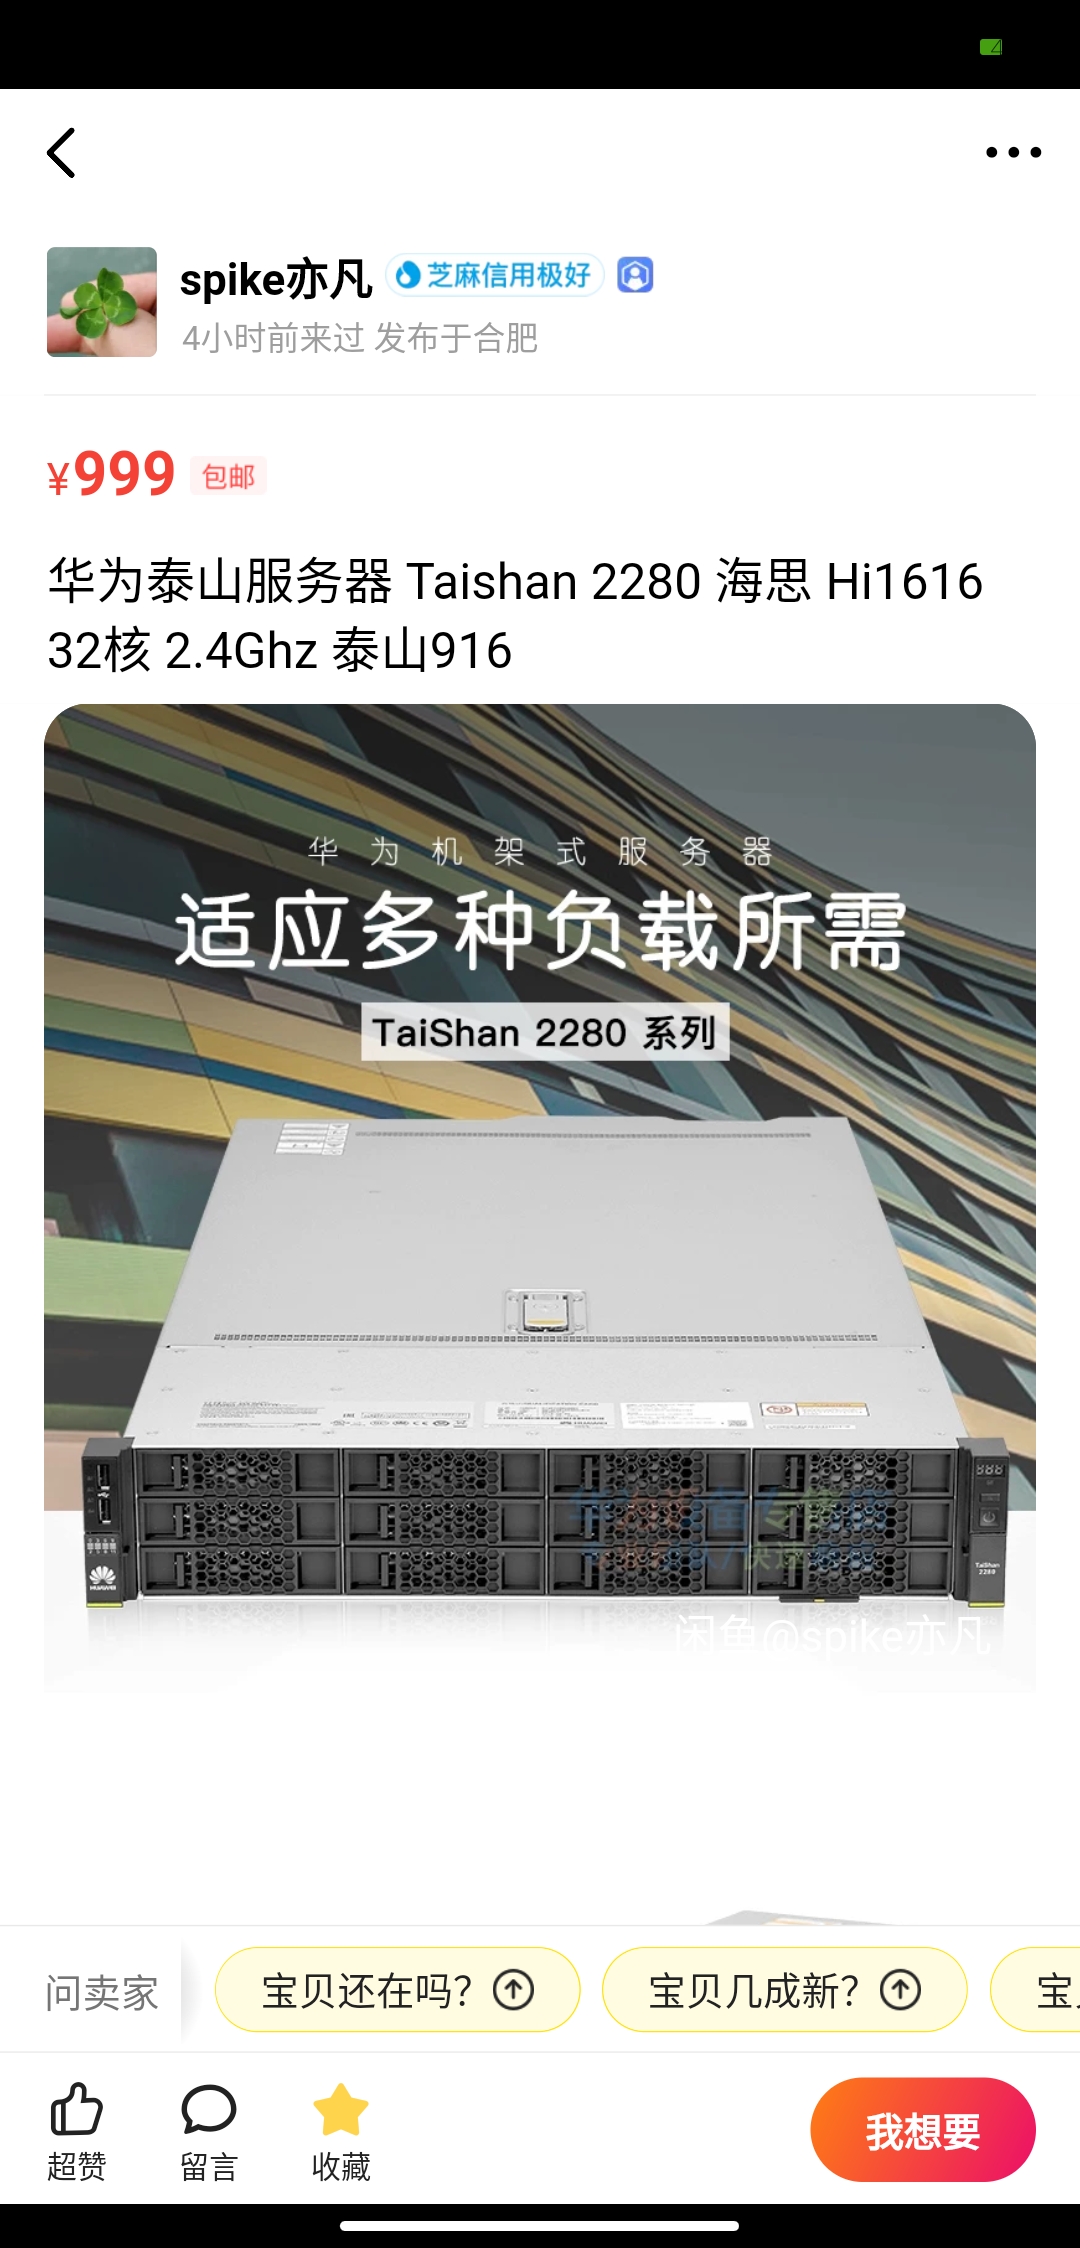 spike亦凡
芝麻信用极好
4小时前来过 发布于合肥
¥999 包邮
华为泰山服务器 Taishan 2280 海思 Hi1616
32核 2.4Ghz 泰山916
华为机架式服务器
适应多种负载所需
TaiShan 2280 系列
HUAWEI
TaiShan
2280
闲鱼@spike亦凡
问卖家
宝贝还在吗?
宝贝几成新?
宝
超赞
留言
收藏
我想要